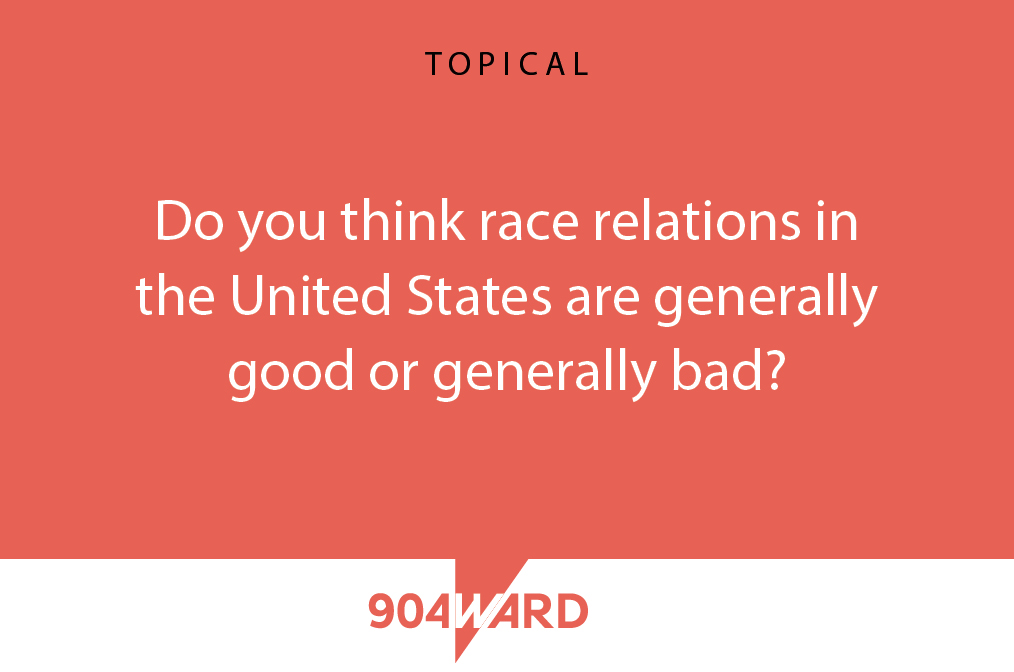 TOPICAL
Do you think race relations in
the United States are generally
good or generally bad?
904WARD